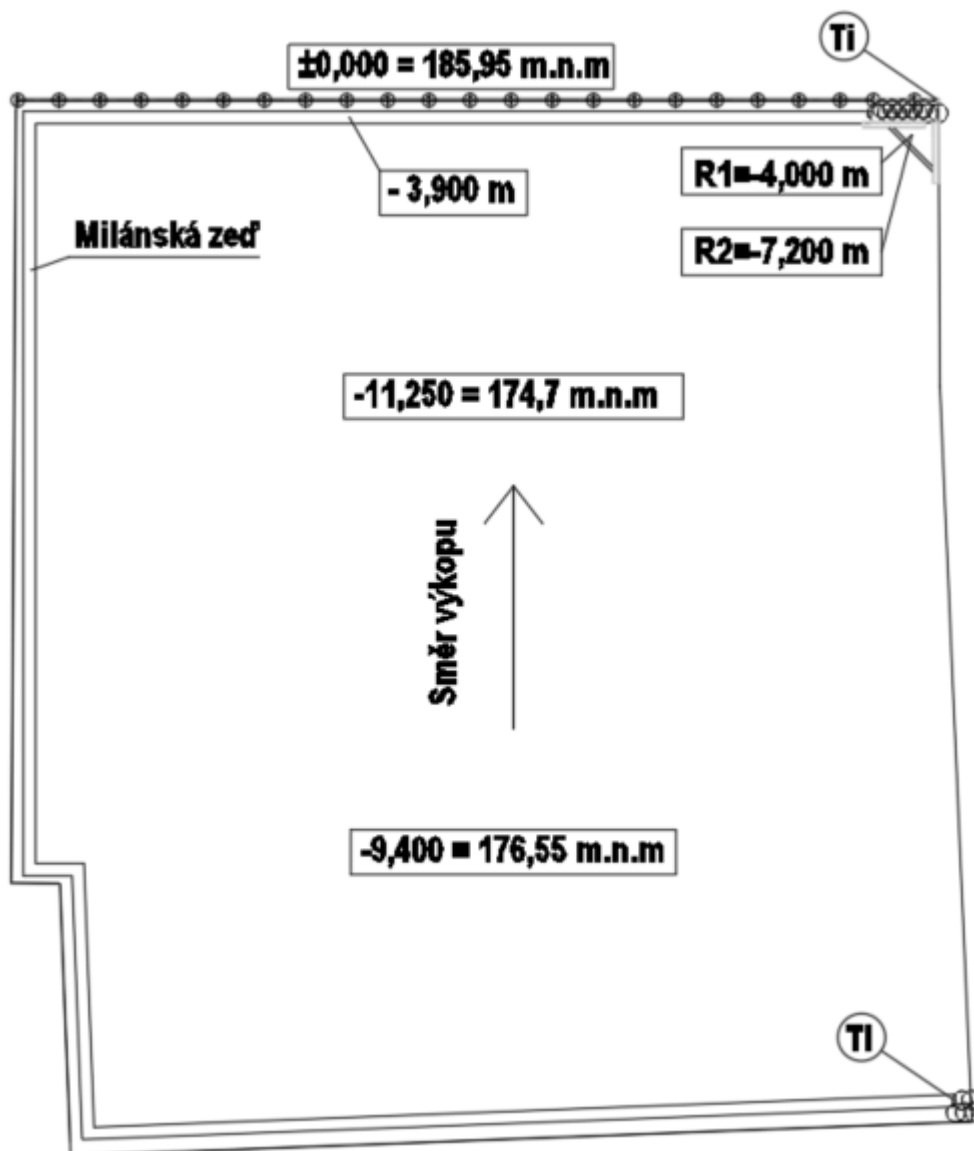 Ti
±0,000 = 185,95 m.n.m
R1=-4,000 m
- 3,900 m
Milánská zeď
R2=-7,200 m
-11,250 = 174,7 m.n.m
Směr výkopu
-9,400 = 176,55 m.n.m
TI